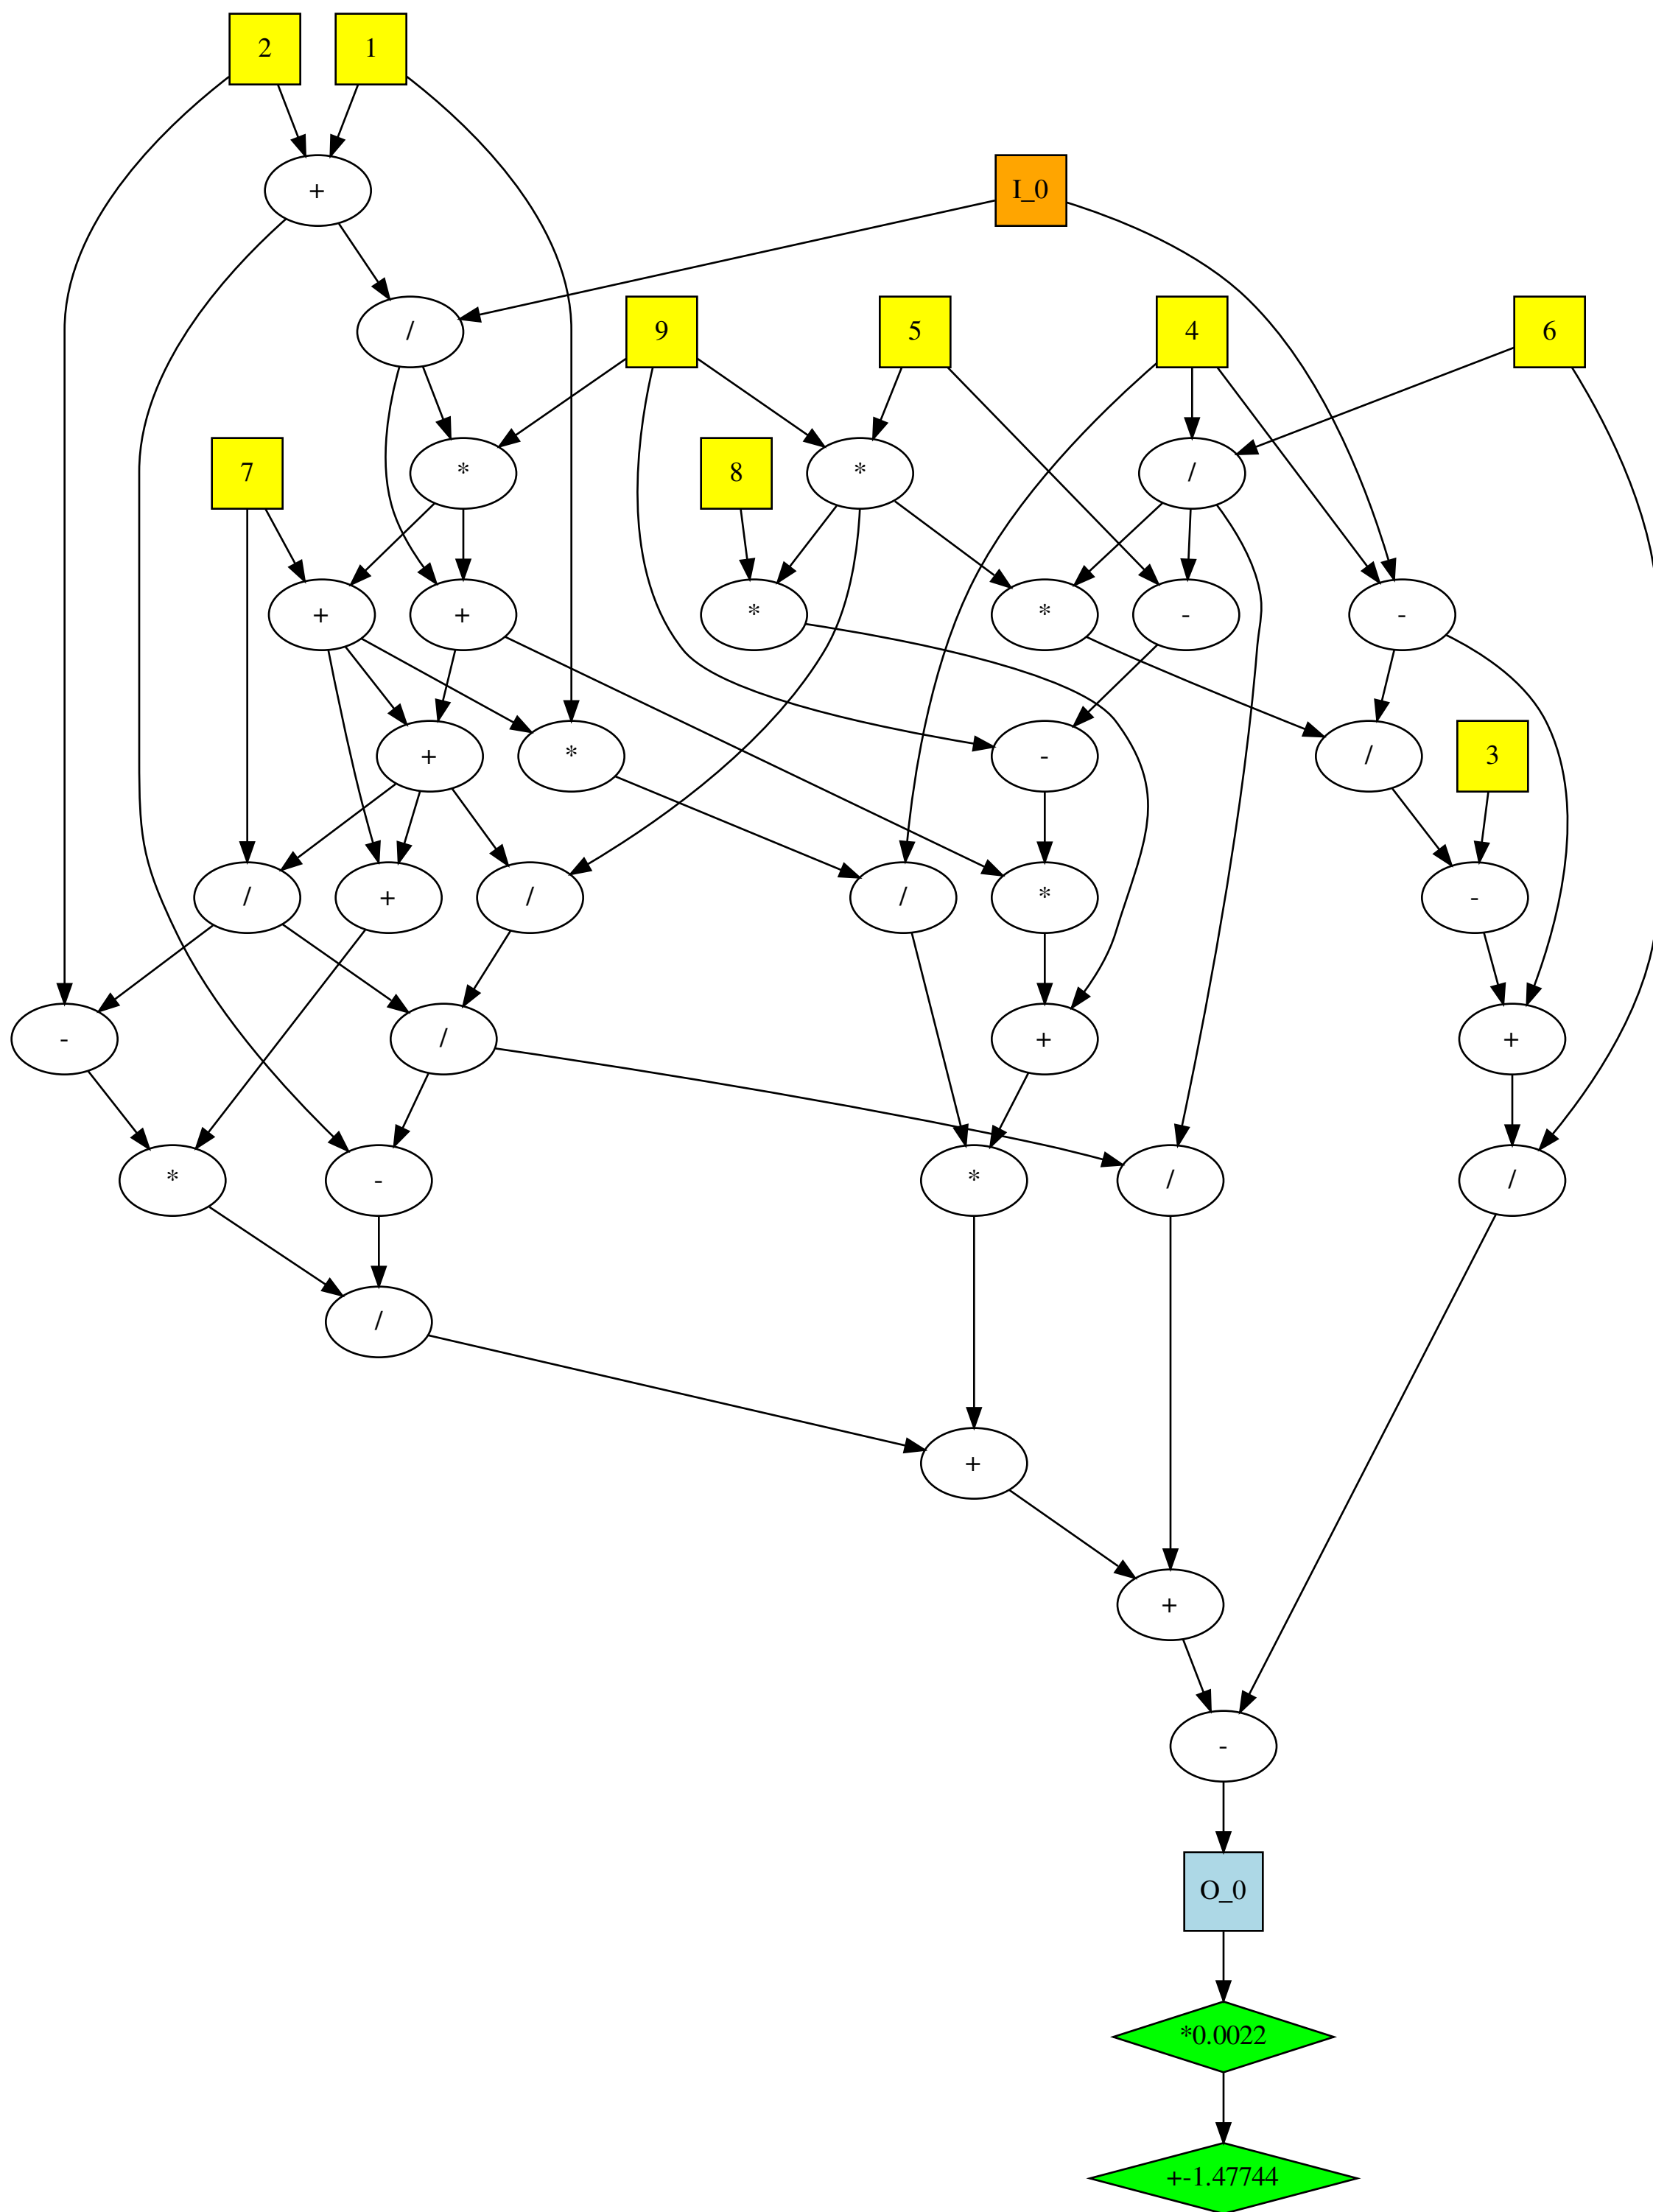 2 1
+ I_0
/ 9 5 4 6
7 * 8 * /
+ + * * - -
+ * - / 3
/ + / / * -
- / + +
* - * / /
/
+
+
-
O_0
*0.0022
+-1.47744